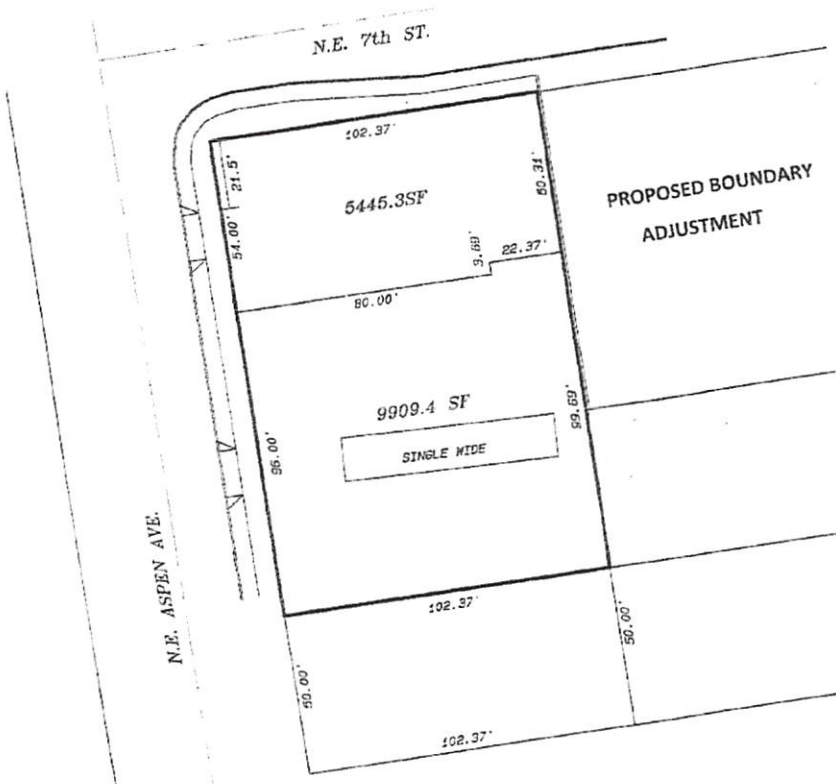 N.E. 7th ST.
102.37'
21.5'
5445.3SF
50.31'
PROPOSED BOUNDARY
ADJUSTMENT
54.00'
3.69'
22.37'
80.00'
9909.4 SF
99.69'
96.00'
SINGLE WIDE
N.E. ASPEN AVE.
102.37'
50.00'
50.00'
102.37'